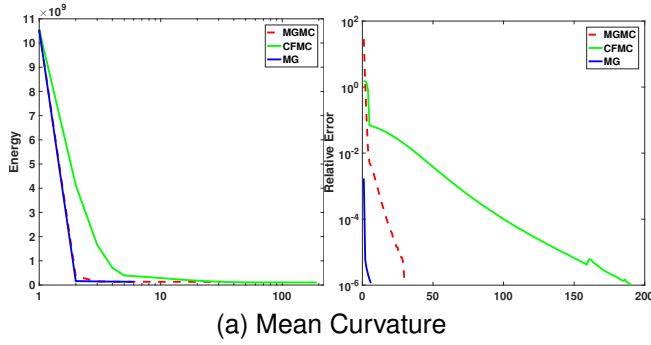 ×10^9
11
10
9
8
7
6
5
4
3
2
1
0
Energy
1
10
100
MGMC
CFMC
MG
10^2
10^0
10^-2
10^-4
10^-6
Relative Error
0
50
100
150
200
MGMC
CFMC
MG
(a) Mean Curvature